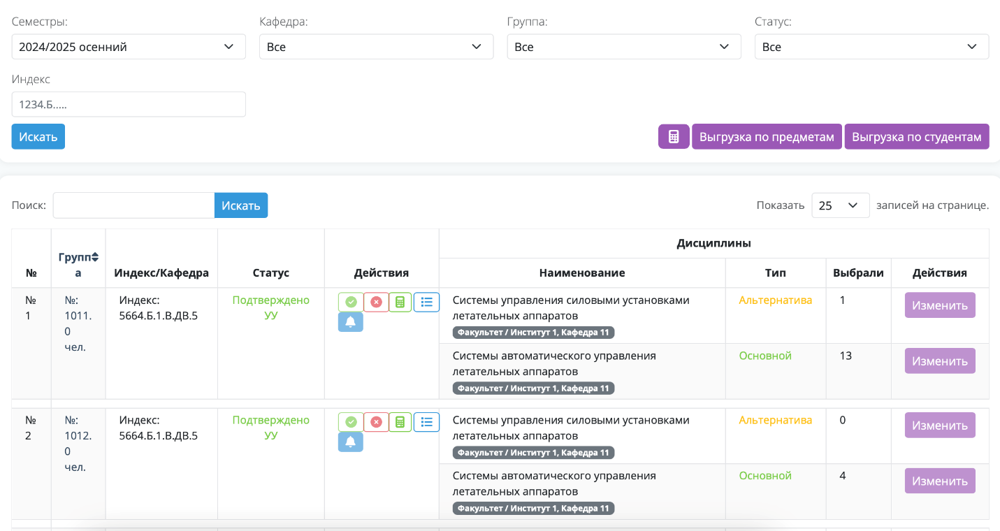 Семестры:
Кафедра:
Группа:
Статус:
2024/2025 осенний
Все
Все
Все
Индекс
1234.Б.....
Искать
Выгрузка по предметам
Выгрузка по студентам
Поиск:
Искать
Показать
25
записей на странице.
Дисциплины
№
Групп
а
Индекс/Кафедра
Статус
Действия
Наименование
Тип
Выбрали
Действия
№
1
№:
1011.
0
чел.
Индекс:
5664.Б.1.В.ДВ.5
Подтверждено
УУ
Системы управления силовыми установками
летательных аппаратов
Факультет / Институт 1, Кафедра 11
Альтернатива
1
Изменить
Системы автоматического управления
летательных аппаратов
Факультет / Институт 1, Кафедра 11
Основной
13
Изменить
№
2
№:
1012.
0
чел.
Индекс:
5664.Б.1.В.ДВ.5
Подтверждено
УУ
Системы управления силовыми установками
летательных аппаратов
Факультет / Институт 1, Кафедра 11
Альтернатива
0
Изменить
Системы автоматического управления
летательных аппаратов
Факультет / Институт 1, Кафедра 11
Основной
4
Изменить